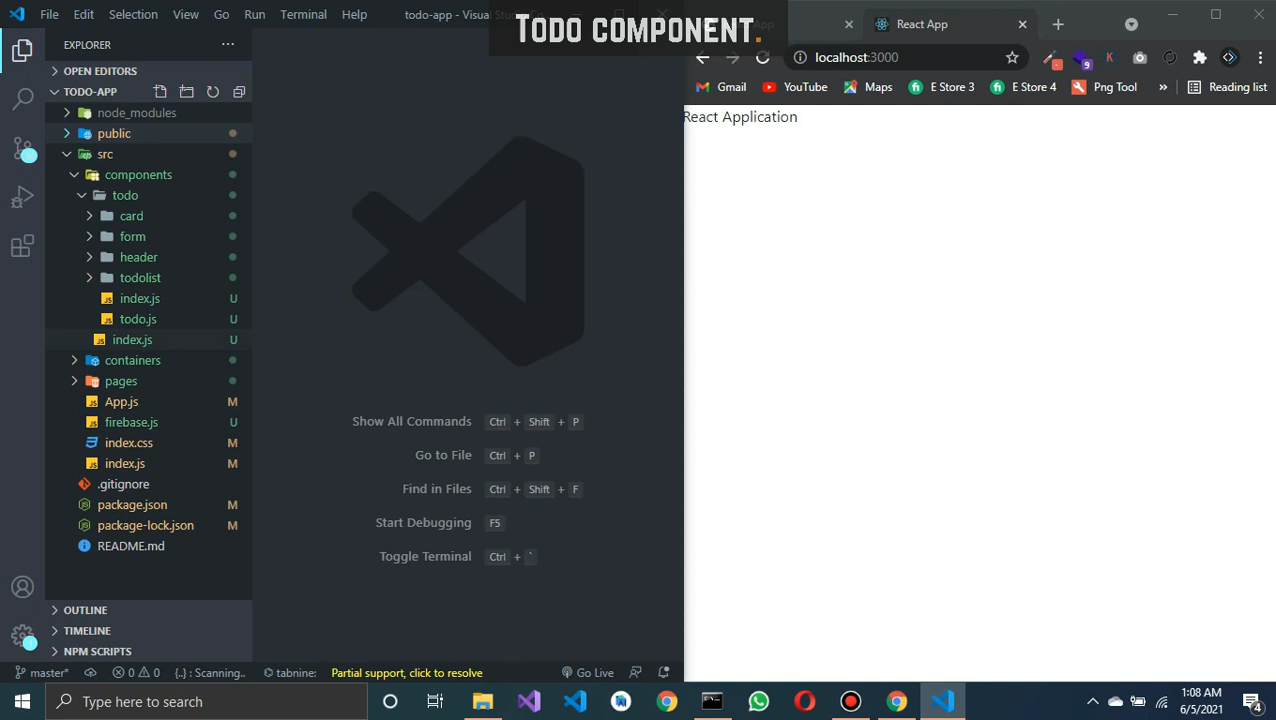 File Edit Selection View Go Run Terminal Help todo-app - Visual Studio
TODO COMPONENT.
React App
EXPLORER
OPEN EDITORS
TODO-APP
node_modules
public
src
components
todo
card
form
header
todolist
index.js U
todo.js U
index.js U
containers
pages
App.js M
firebase.js U
index.css M
index.js M
.gitignore
package.json M
package-lock.json M
README.md
OUTLINE
TIMELINE
NPM SCRIPTS
Show All Commands Ctrl + Shift + P
Go to File Ctrl + P
Find in Files Ctrl + Shift + F
Start Debugging F5
Toggle Terminal Ctrl + `
localhost:3000
9
K
Gmail YouTube Maps E Store 3 E Store 4 Png Tool » Reading list
React Application
master* 0 0 {..} : Scanning.. tabnine: Partial support, click to resolve Go Live
Type here to search
1:08 AM
6/5/2021
4